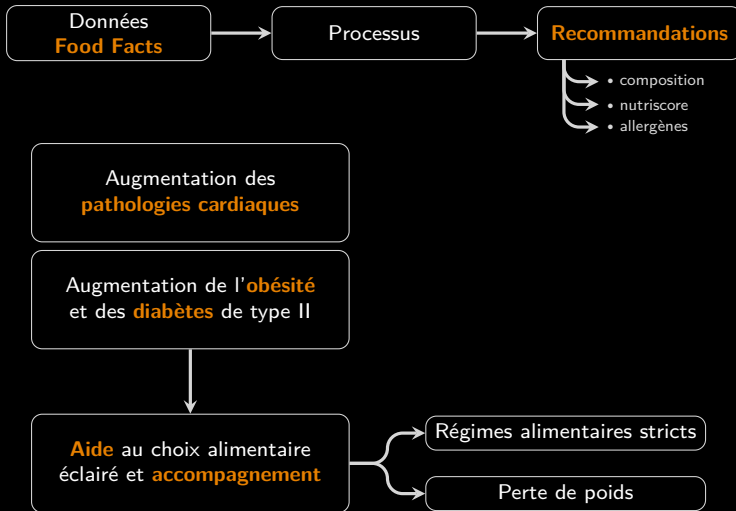 Données
Food Facts
Processus
Recommandations
• composition
• nutriscore
• allergènes
Augmentation des
pathologies cardiaques
Augmentation de l'obésité
et des diabètes de type II
Aide au choix alimentaire
éclairé et accompagnement
Régimes alimentaires stricts
Perte de poids